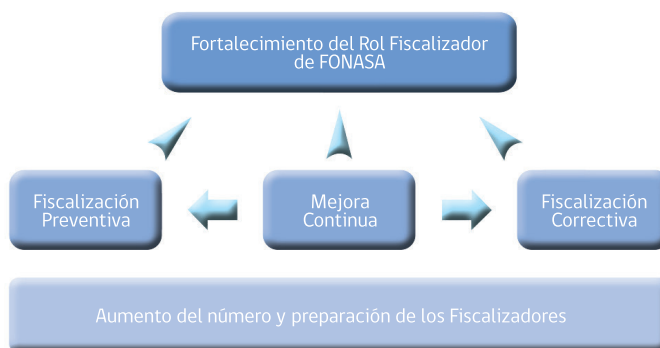 Fortalecimiento del Rol Fiscalizador
de FONASA
Fiscalización
Preventiva
Mejora
Continua
Fiscalización
Correctiva
Aumento del número y preparación de los Fiscalizadores